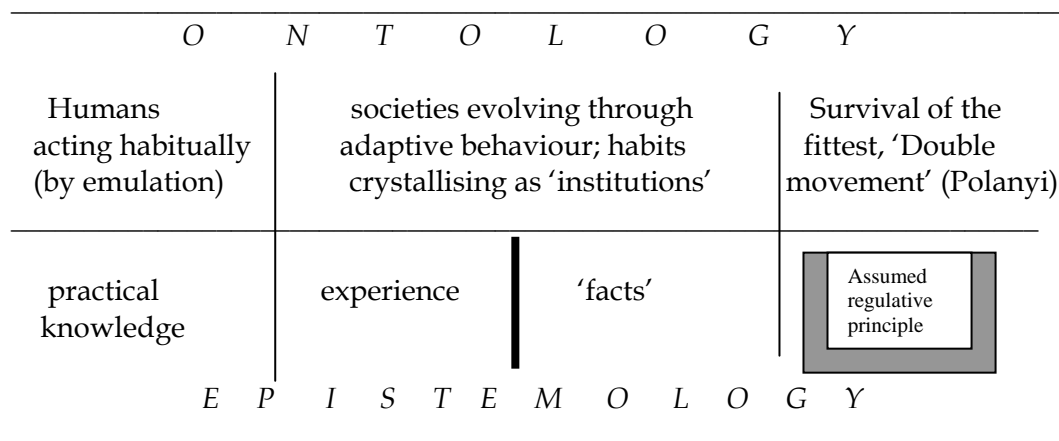 O N T O L O G Y
Humans
acting habitually
(by emulation)
societies evolving through
adaptive behaviour; habits
crystallising as ‘institutions’
Survival of the
fittest, ‘Double
movement’ (Polanyi)
practical
knowledge
experience
‘facts’
Assumed
regulative
principle
E P I S T E M O L O G Y